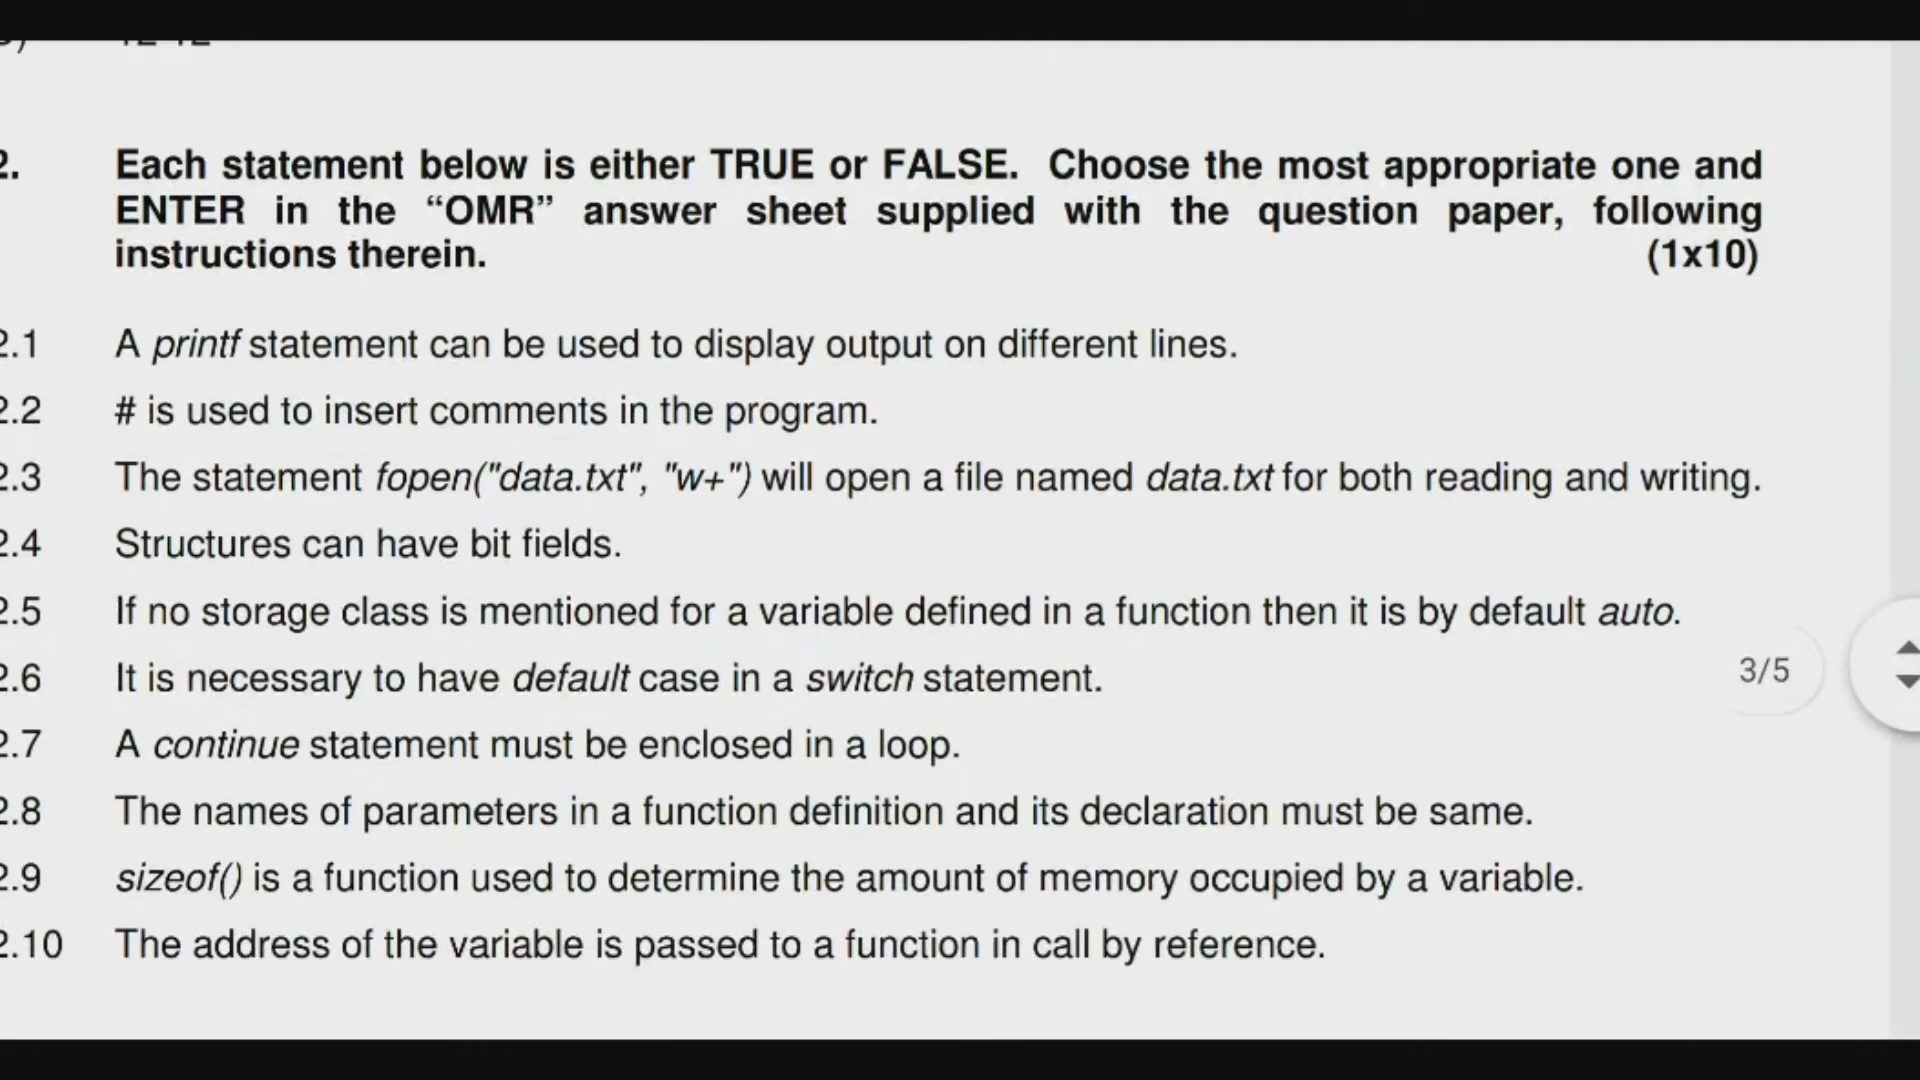 2. Each statement below is either TRUE or FALSE. Choose the most appropriate one and
ENTER in the “OMR” answer sheet supplied with the question paper, following
instructions therein. (1x10)
2.1 A printf statement can be used to display output on different lines.
2.2 # is used to insert comments in the program.
2.3 The statement fopen("data.txt", "w+") will open a file named data.txt for both reading and writing.
2.4 Structures can have bit fields.
2.5 If no storage class is mentioned for a variable defined in a function then it is by default auto.
2.6 It is necessary to have default case in a switch statement.
3/5
2.7 A continue statement must be enclosed in a loop.
2.8 The names of parameters in a function definition and its declaration must be same.
2.9 sizeof() is a function used to determine the amount of memory occupied by a variable.
2.10 The address of the variable is passed to a function in call by reference.